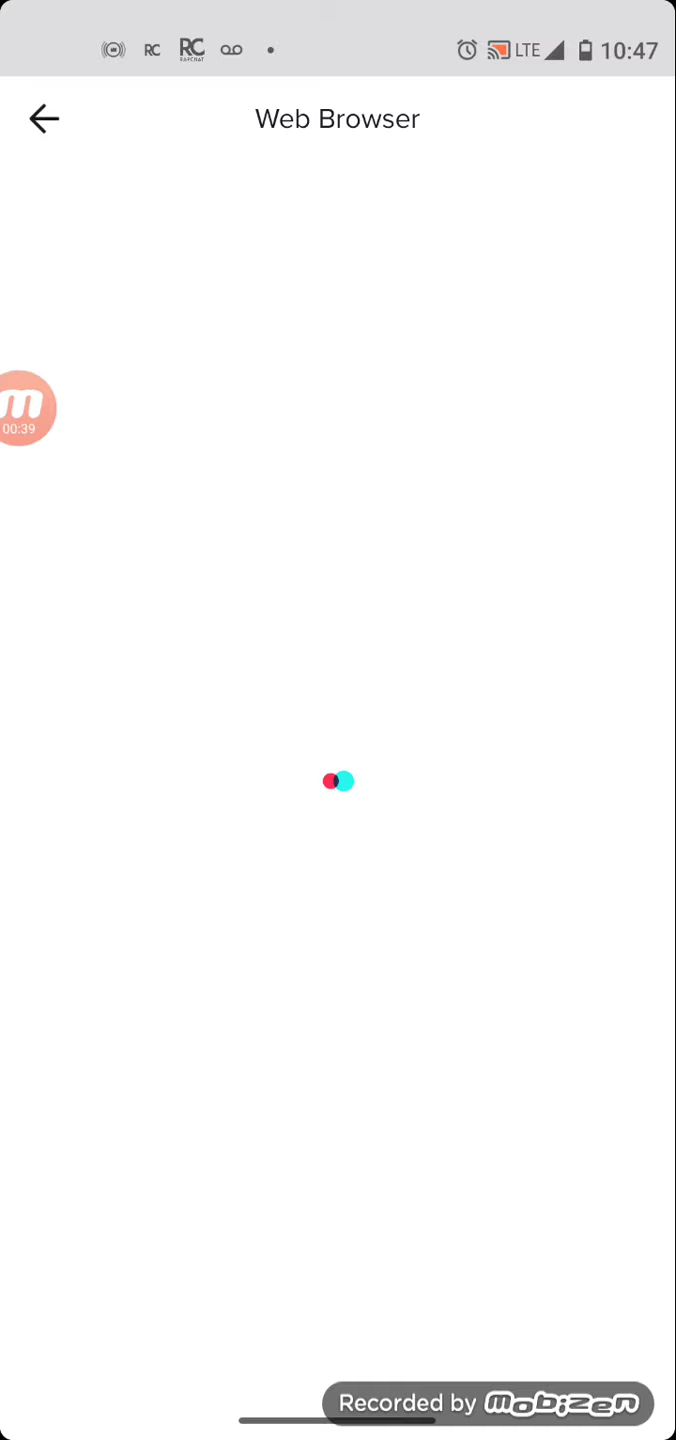 RC RC LTE 10:47
RAPCHAT
Web Browser
m
00:39
Recorded by mobizen